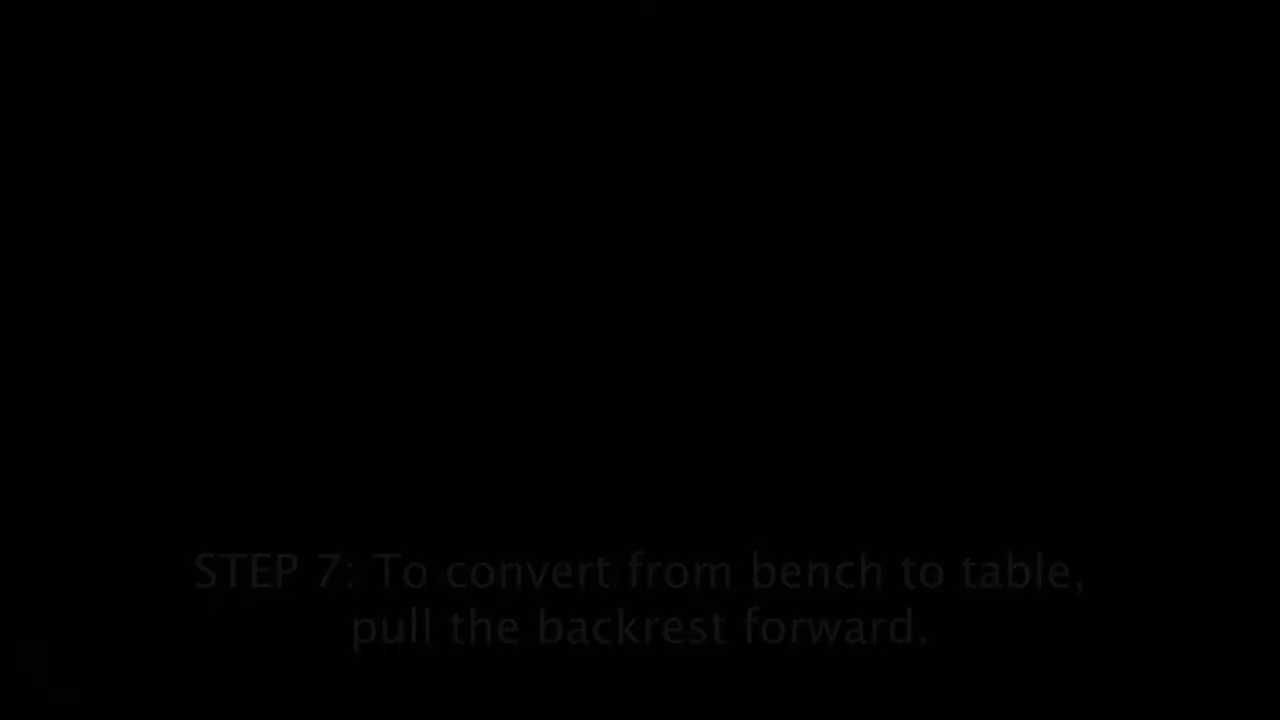 STEP 7: To convert from bench to table,
pull the backrest forward.